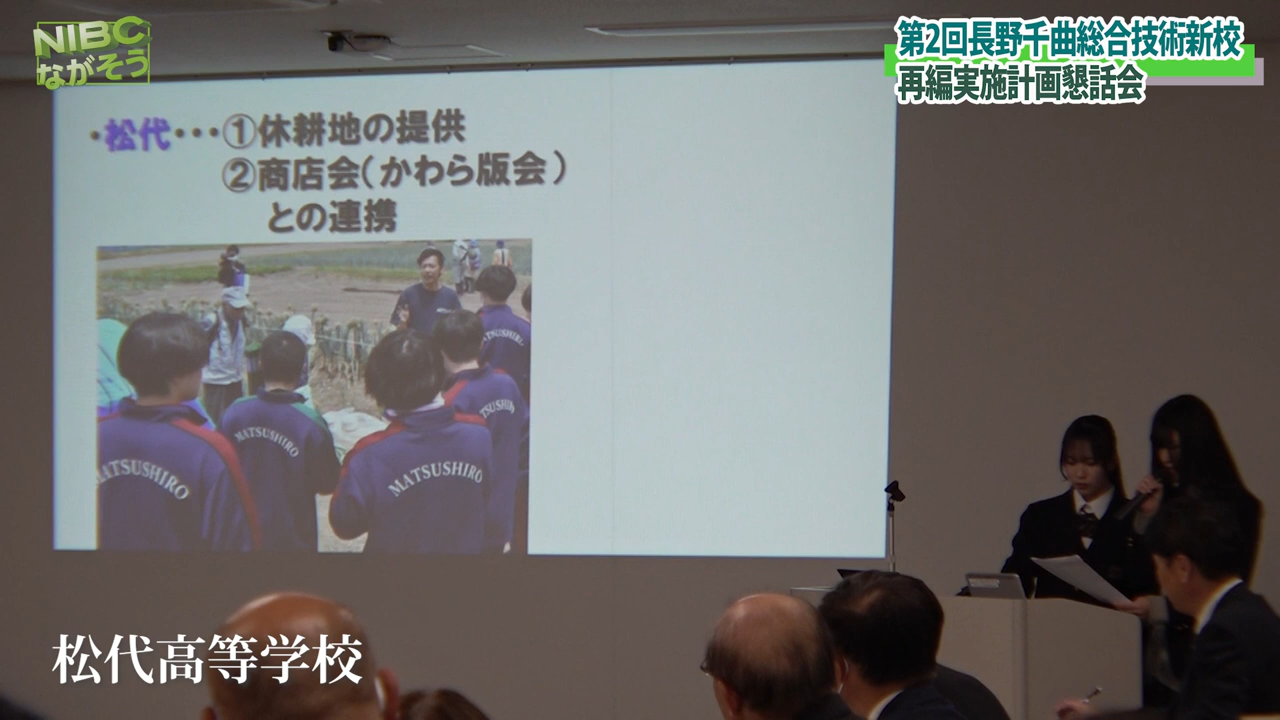 NIBC
ながそう
第2回長野千曲総合技術新校
再編実施計画懇話会
・松代・・・①休耕地の提供
②商店会(かわら版会)
との連携
MATSUSHIRO
MATSUSHIRO
MATSUSHIRO
MATSUSHIRO
松代高等学校